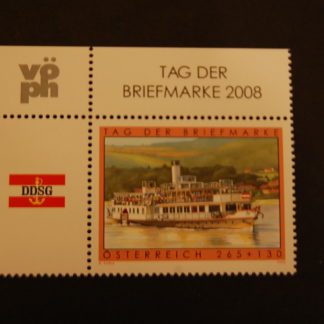 vö
ph
TAG DER
BRIEFMARKE 2008
TAG DER BRIEFMARKE
DDSG
ÖSTERREICH 265+130